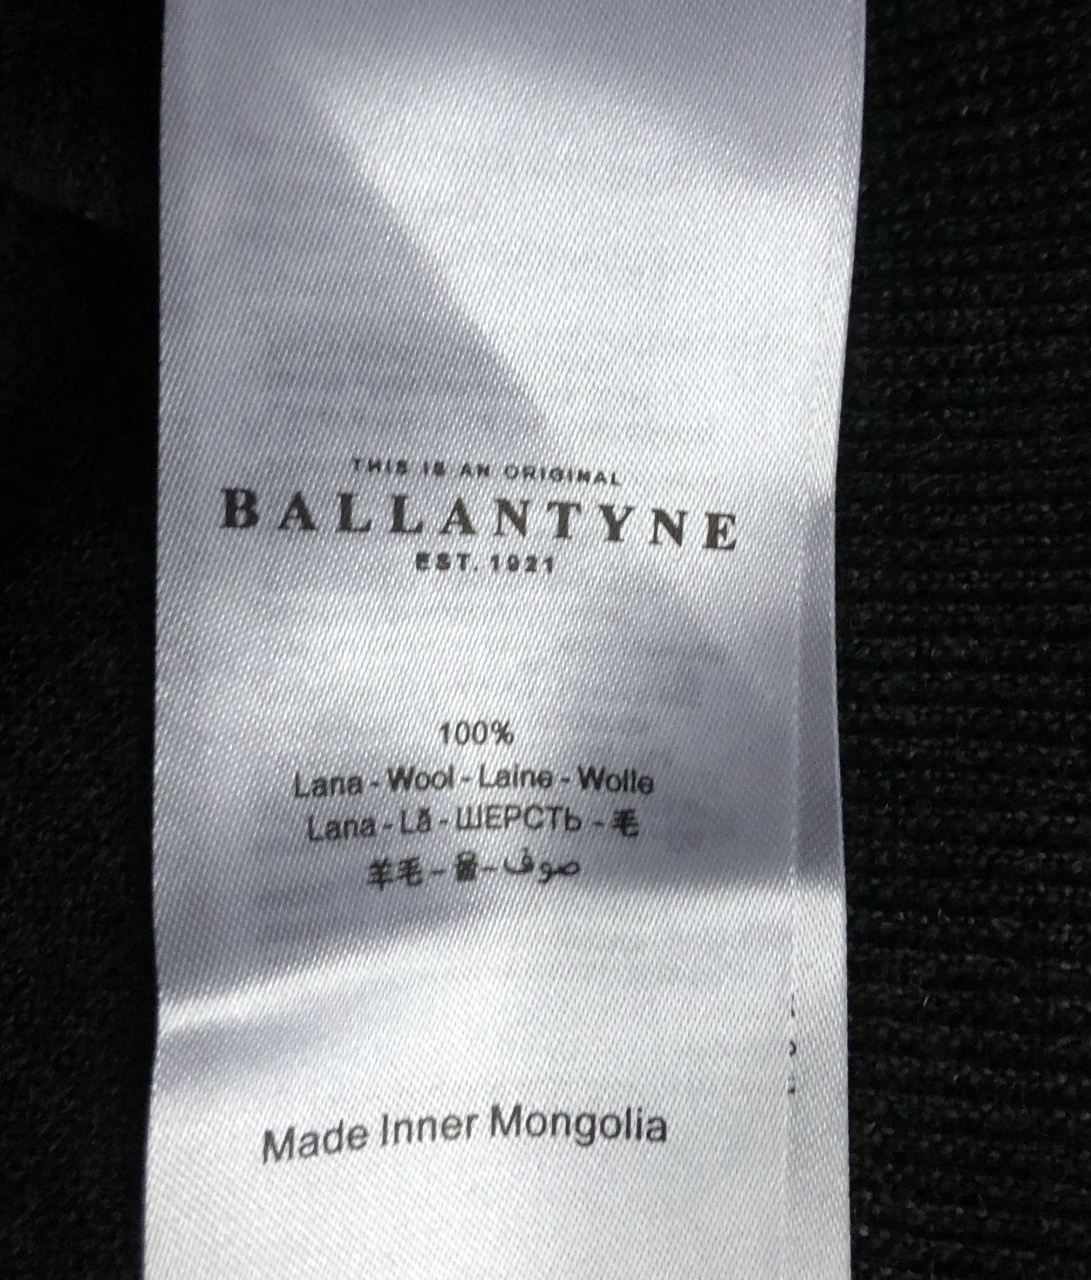 THIS IS AN ORIGINAL
BALLANTYNE
EST. 1921
100%
Lana - Wool - Laine - Wolle
Lana - Lã - ШЕРСТЬ - 毛
羊毛 - 울 - صوف
Made Inner Mongolia